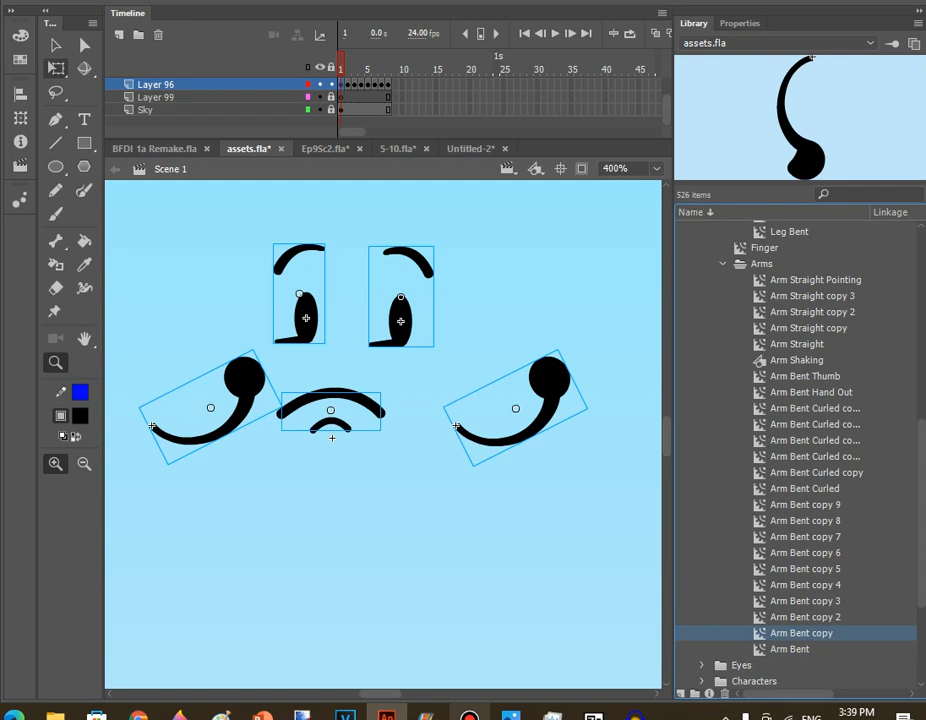 T...
Timeline
1 0.0 s 24.00 fps
1s
1 5 10 15 20 25 30 35 40 45
Layer 96
Layer 99
Sky
BFDI 1a Remake.fla × assets.fla* × Ep9Sc2.fla* × 5-10.fla* × Untitled-2* ×
Scene 1
400%
Library Properties
assets.fla
526 items
Name Linkage
Leg Bent
Finger
Arms
Arm Straight Pointing
Arm Straight copy 3
Arm Straight copy 2
Arm Straight copy
Arm Straight
Arm Shaking
Arm Bent Thumb
Arm Bent Hand Out
Arm Bent Curled co...
Arm Bent Curled co...
Arm Bent Curled co...
Arm Bent Curled copy
Arm Bent Curled
Arm Bent copy 9
Arm Bent copy 8
Arm Bent copy 7
Arm Bent copy 6
Arm Bent copy 5
Arm Bent copy 4
Arm Bent copy 3
Arm Bent copy 2
Arm Bent copy
Arm Bent
Eyes
Characters
ENG 3:39 PM